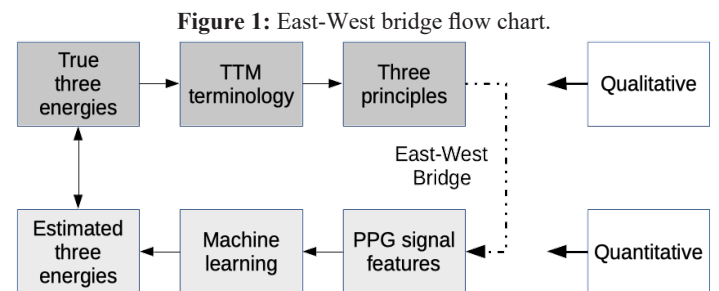 Figure 1: East-West bridge flow chart.
True
three
energies
TTM
terminology
Three
principles
Qualitative
East-West
Bridge
Estimated
three
energies
Machine
learning
PPG signal
features
Quantitative